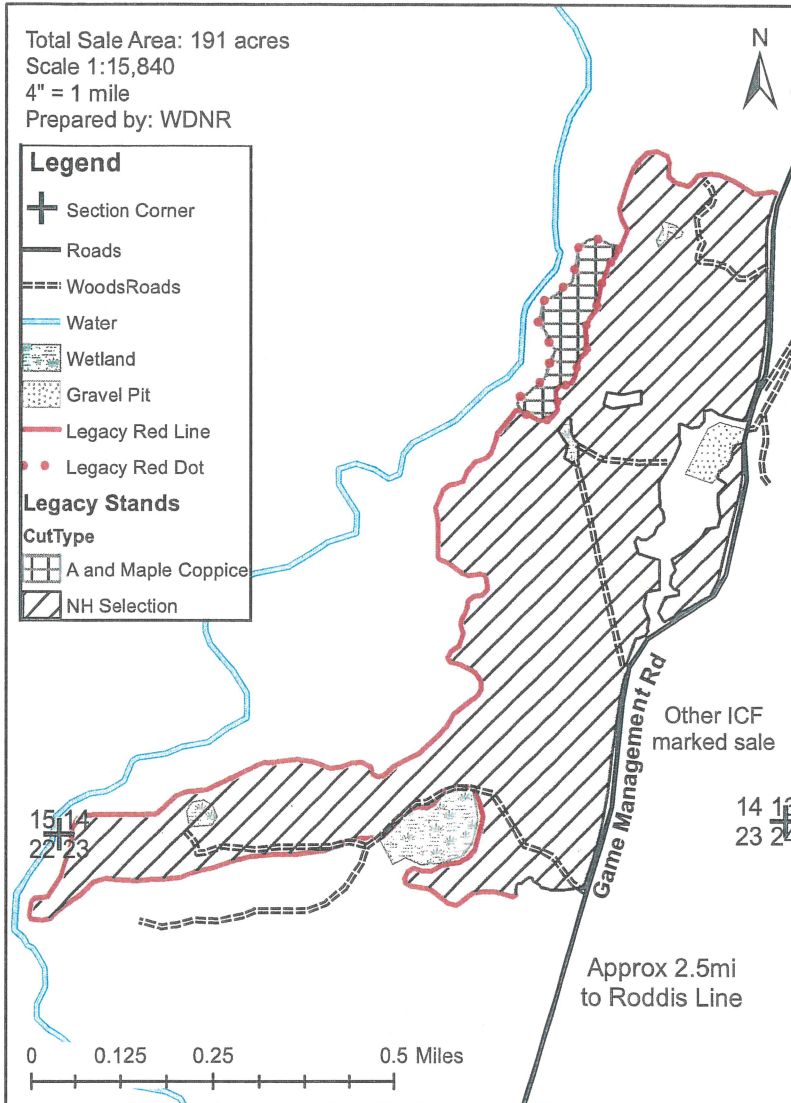 Total Sale Area: 191 acres
Scale 1:15,840
4" = 1 mile
Prepared by: WDNR
N
Legend
Section Corner
Roads
WoodsRoads
Water
Wetland
Gravel Pit
Legacy Red Line
Legacy Red Dot
Legacy Stands
CutType
A and Maple Coppice
NH Selection
Game Management Rd
Other ICF
marked sale
15 14
22 23
14 13
23 24
Approx 2.5mi
to Roddis Line
0 0.125 0.25 0.5 Miles